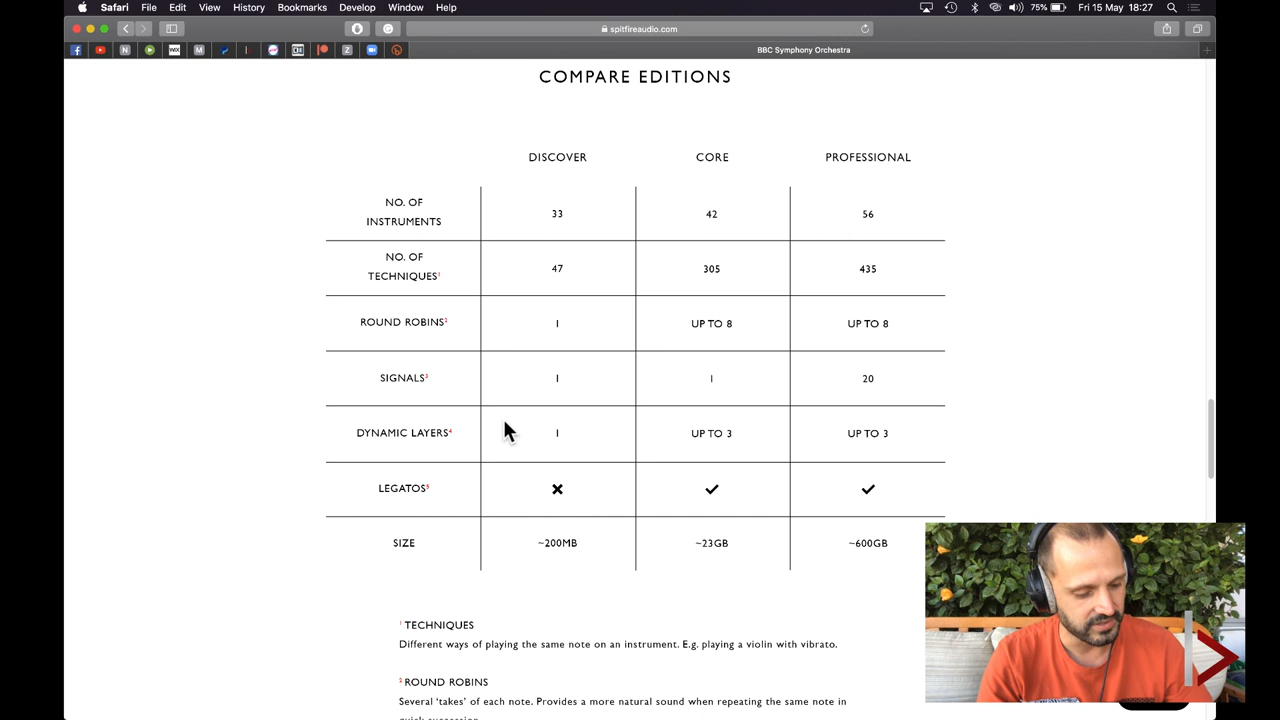 Safari File Edit View History Bookmarks Develop Window Help 75% Fri 15 May 18:27
spitfireaudio.com
BBC Symphony Orchestra
COMPARE EDITIONS
DISCOVER CORE PROFESSIONAL
NO. OF
INSTRUMENTS
33 42 56
NO. OF
TECHNIQUES¹
47 305 435
ROUND ROBINS² 1 UP TO 8 UP TO 8
SIGNALS³ 1 1 20
DYNAMIC LAYERS⁴ 1 UP TO 3 UP TO 3
LEGATOS⁵
SIZE ~200MB ~23GB ~600GB
¹ TECHNIQUES
Different ways of playing the same note on an instrument. E.g. playing a violin with vibrato.
² ROUND ROBINS
Several 'takes' of each note. Provides a more natural sound when repeating the same note in
quick succession.